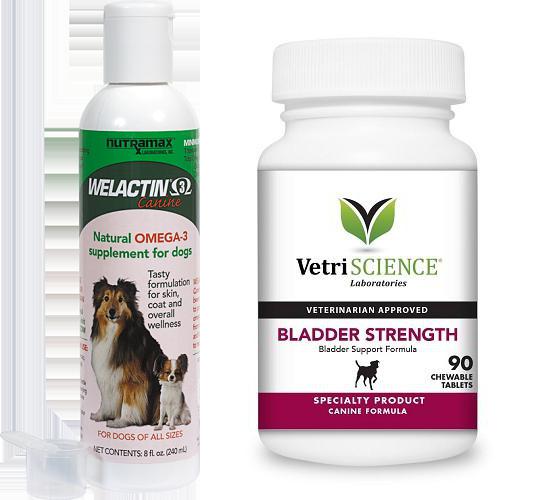 nutramax
LABORATORIES, INC.
WELACTIN 3
Canine
Natural OMEGA-3
supplement for dogs
Tasty
formulation
for skin,
coat and
overall
wellness
FOR DOGS OF ALL SIZES
NET CONTENTS: 8 fl. oz. (240 mL)
VetriSCIENCE®
Laboratories
VETERINARIAN APPROVED
BLADDER STRENGTH
Bladder Support Formula
90
CHEWABLE
TABLETS
SPECIALTY PRODUCT
CANINE FORMULA